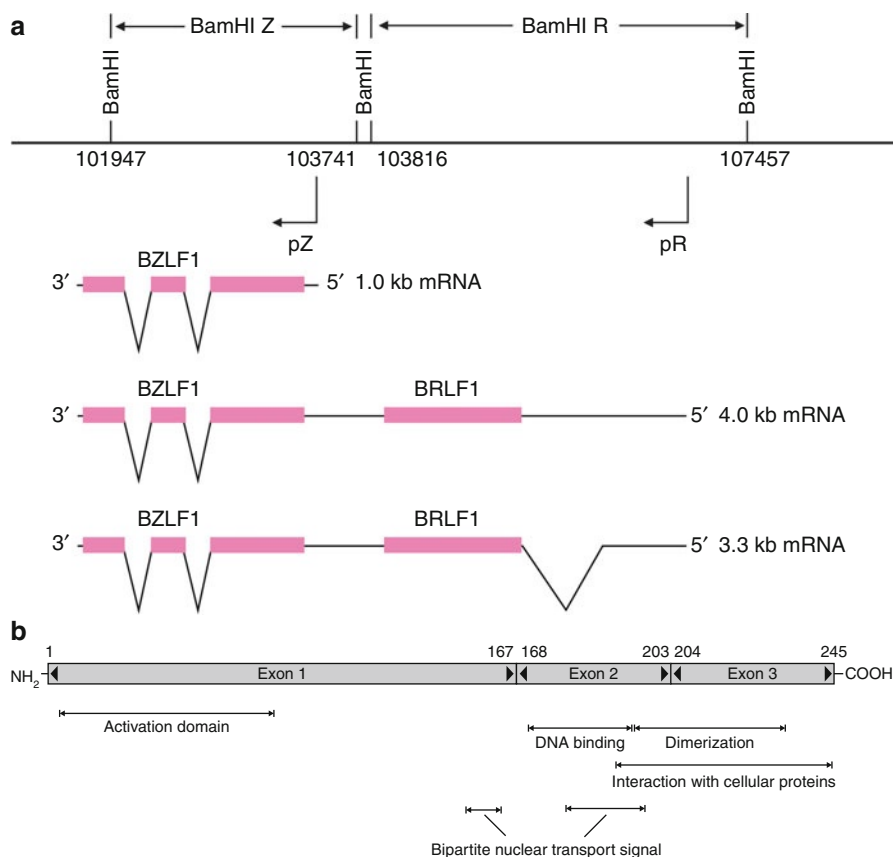 a
BamHI Z
BamHI R
BamHI
BamHI
BamHI
101947
103741
103816
107457
pZ
pR
BZLF1
3′
5′ 1.0 kb mRNA
BZLF1
BRLF1
3′
5′ 4.0 kb mRNA
BZLF1
BRLF1
3′
5′ 3.3 kb mRNA
b
1
167
168
203
204
245
NH2
Exon 1
Exon 2
Exon 3
COOH
Activation domain
DNA binding
Dimerization
Interaction with cellular proteins
Bipartite nuclear transport signal